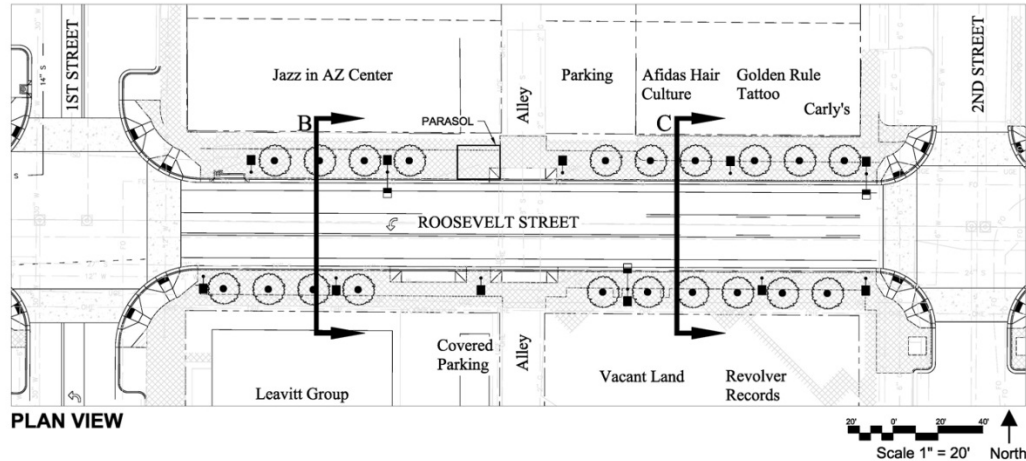 1ST STREET
14" S
Jazz in AZ Center
Alley
Parking
Afidas Hair
Culture
Golden Rule
Tattoo
Carly's
2ND STREET
B
PARASOL
C
S
ROOSEVELT STREET
Leavitt Group
Covered
Parking
Alley
Vacant Land
Revolver
Records
PLAN VIEW
20' 0' 20' 40'
Scale 1" = 20'
North